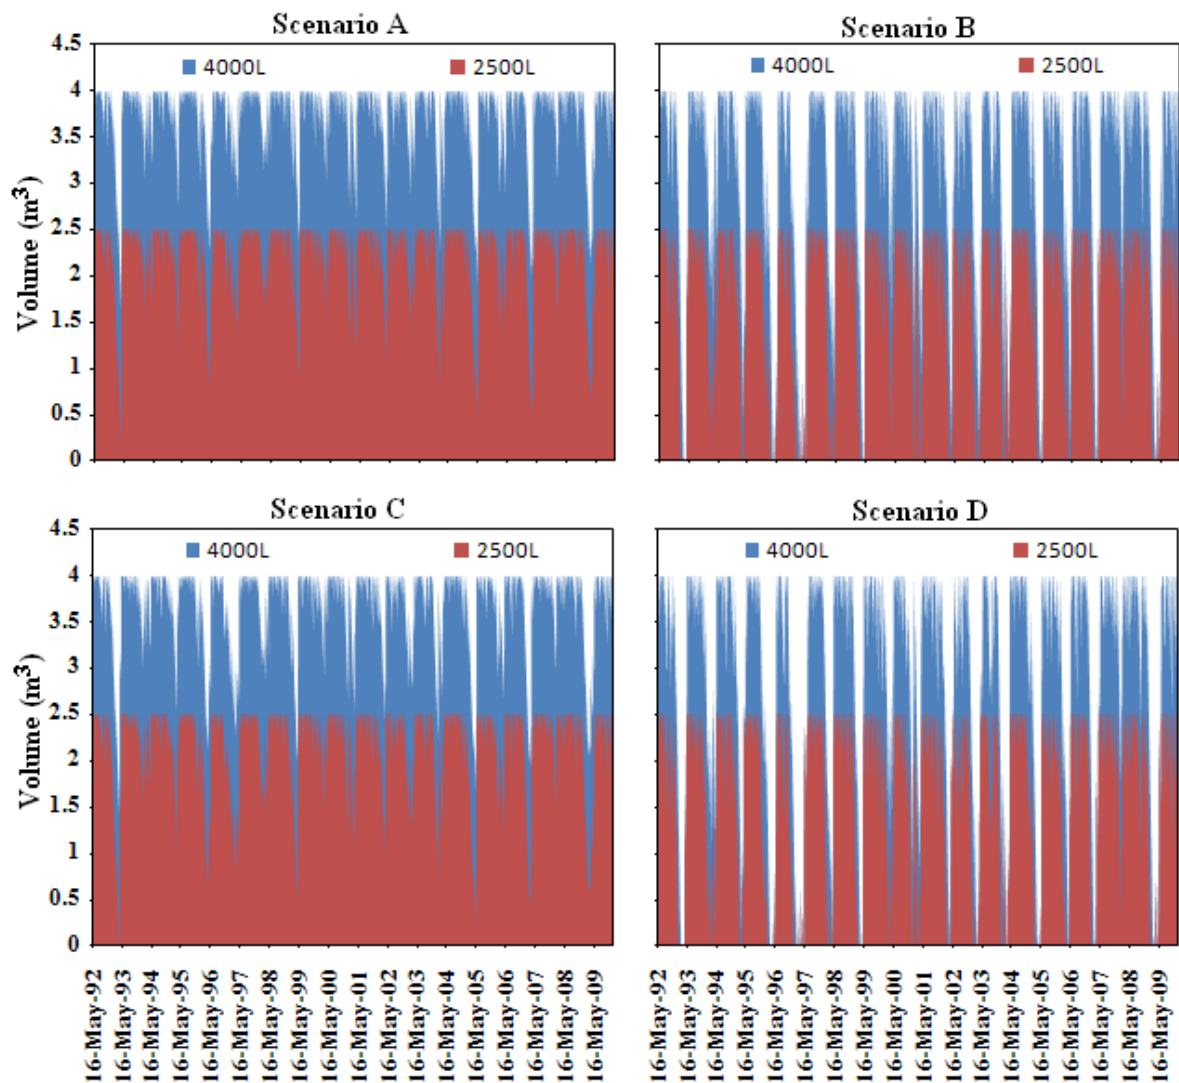 Scenario A
Scenario B
4000L 2500L
4000L 2500L
Volume (m³)
4.5
4
3.5
3
2.5
2
1.5
1
0.5
0
Scenario C
Scenario D
4000L 2500L
4000L 2500L
Volume (m³)
4.5
4
3.5
3
2.5
2
1.5
1
0.5
0
16-May-92
16-May-93
16-May-94
16-May-95
16-May-96
16-May-97
16-May-98
16-May-99
16-May-00
16-May-01
16-May-02
16-May-03
16-May-04
16-May-05
16-May-06
16-May-07
16-May-08
16-May-09
16-May-92
16-May-93
16-May-94
16-May-95
16-May-96
16-May-97
16-May-98
16-May-99
16-May-00
16-May-01
16-May-02
16-May-03
16-May-04
16-May-05
16-May-06
16-May-07
16-May-08
16-May-09